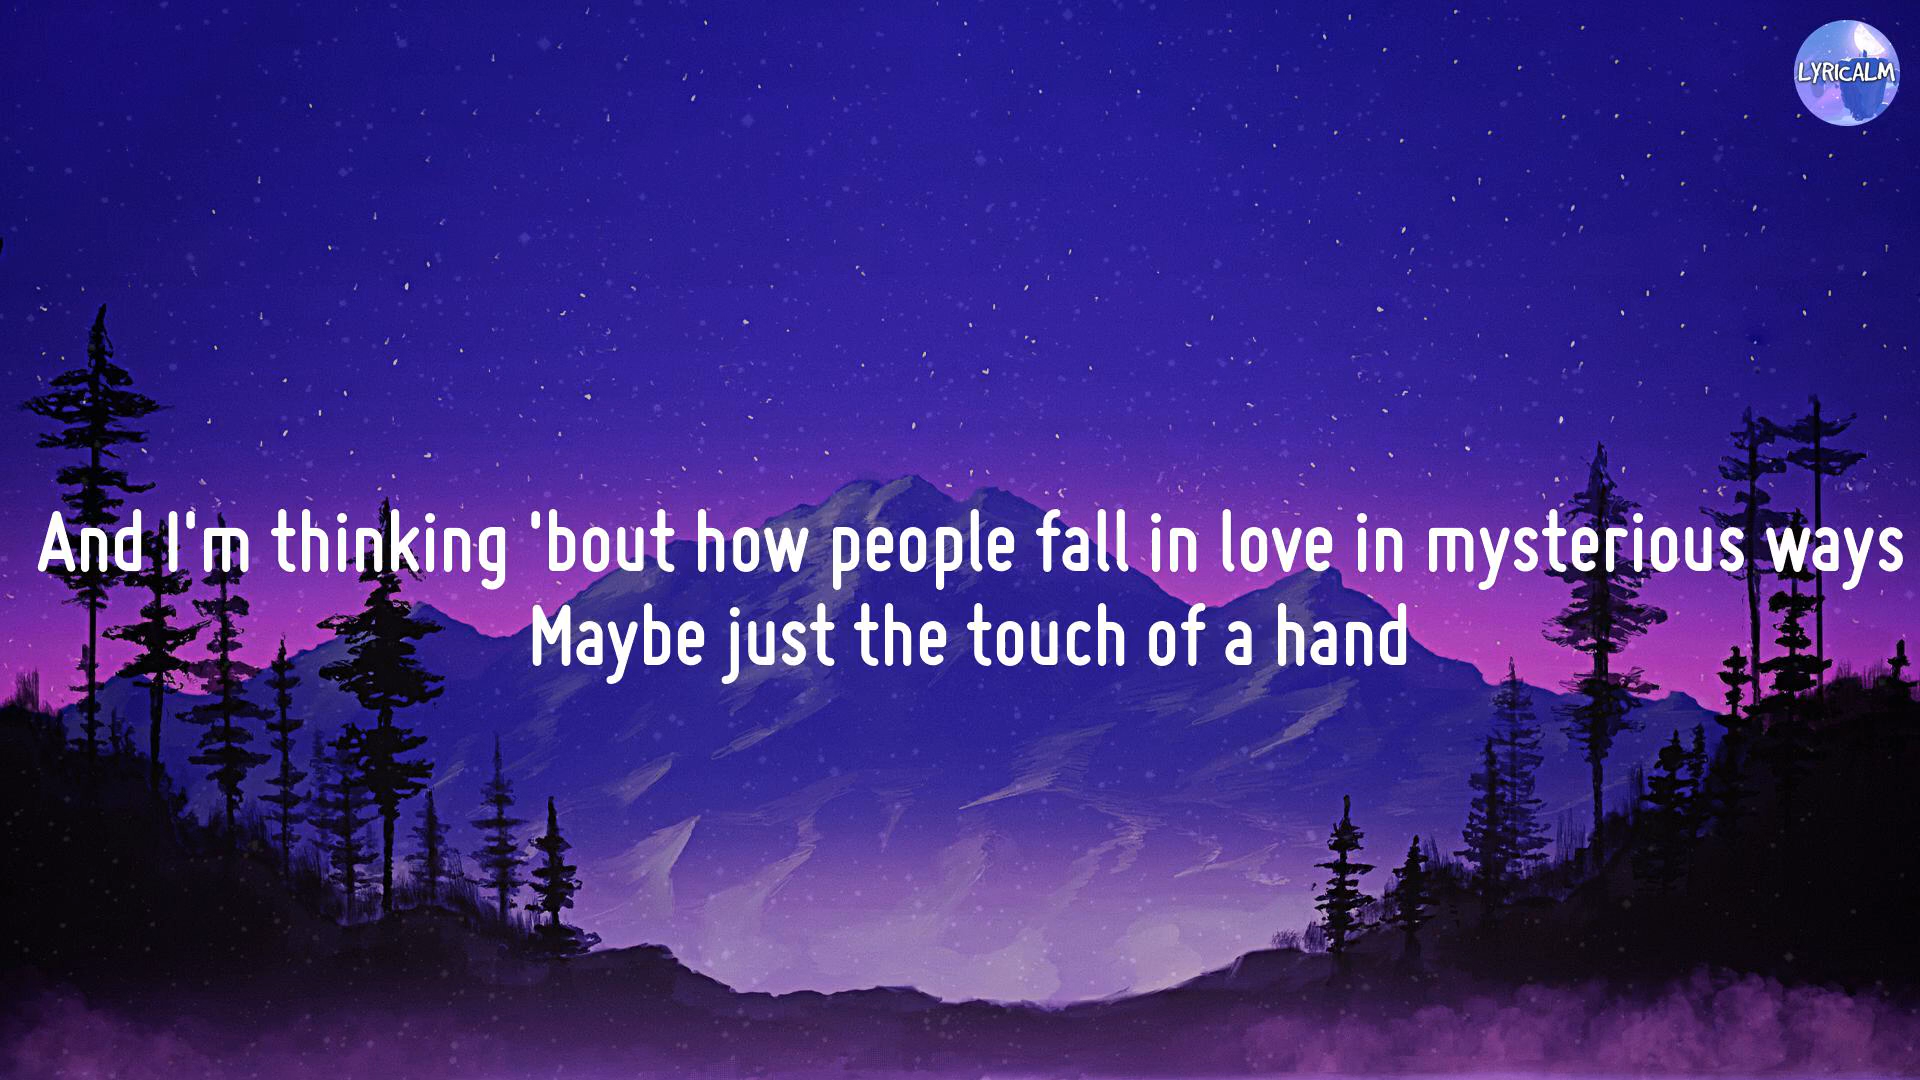 LYRICALM
And I'm thinking 'bout how people fall in love in mysterious ways
Maybe just the touch of a hand